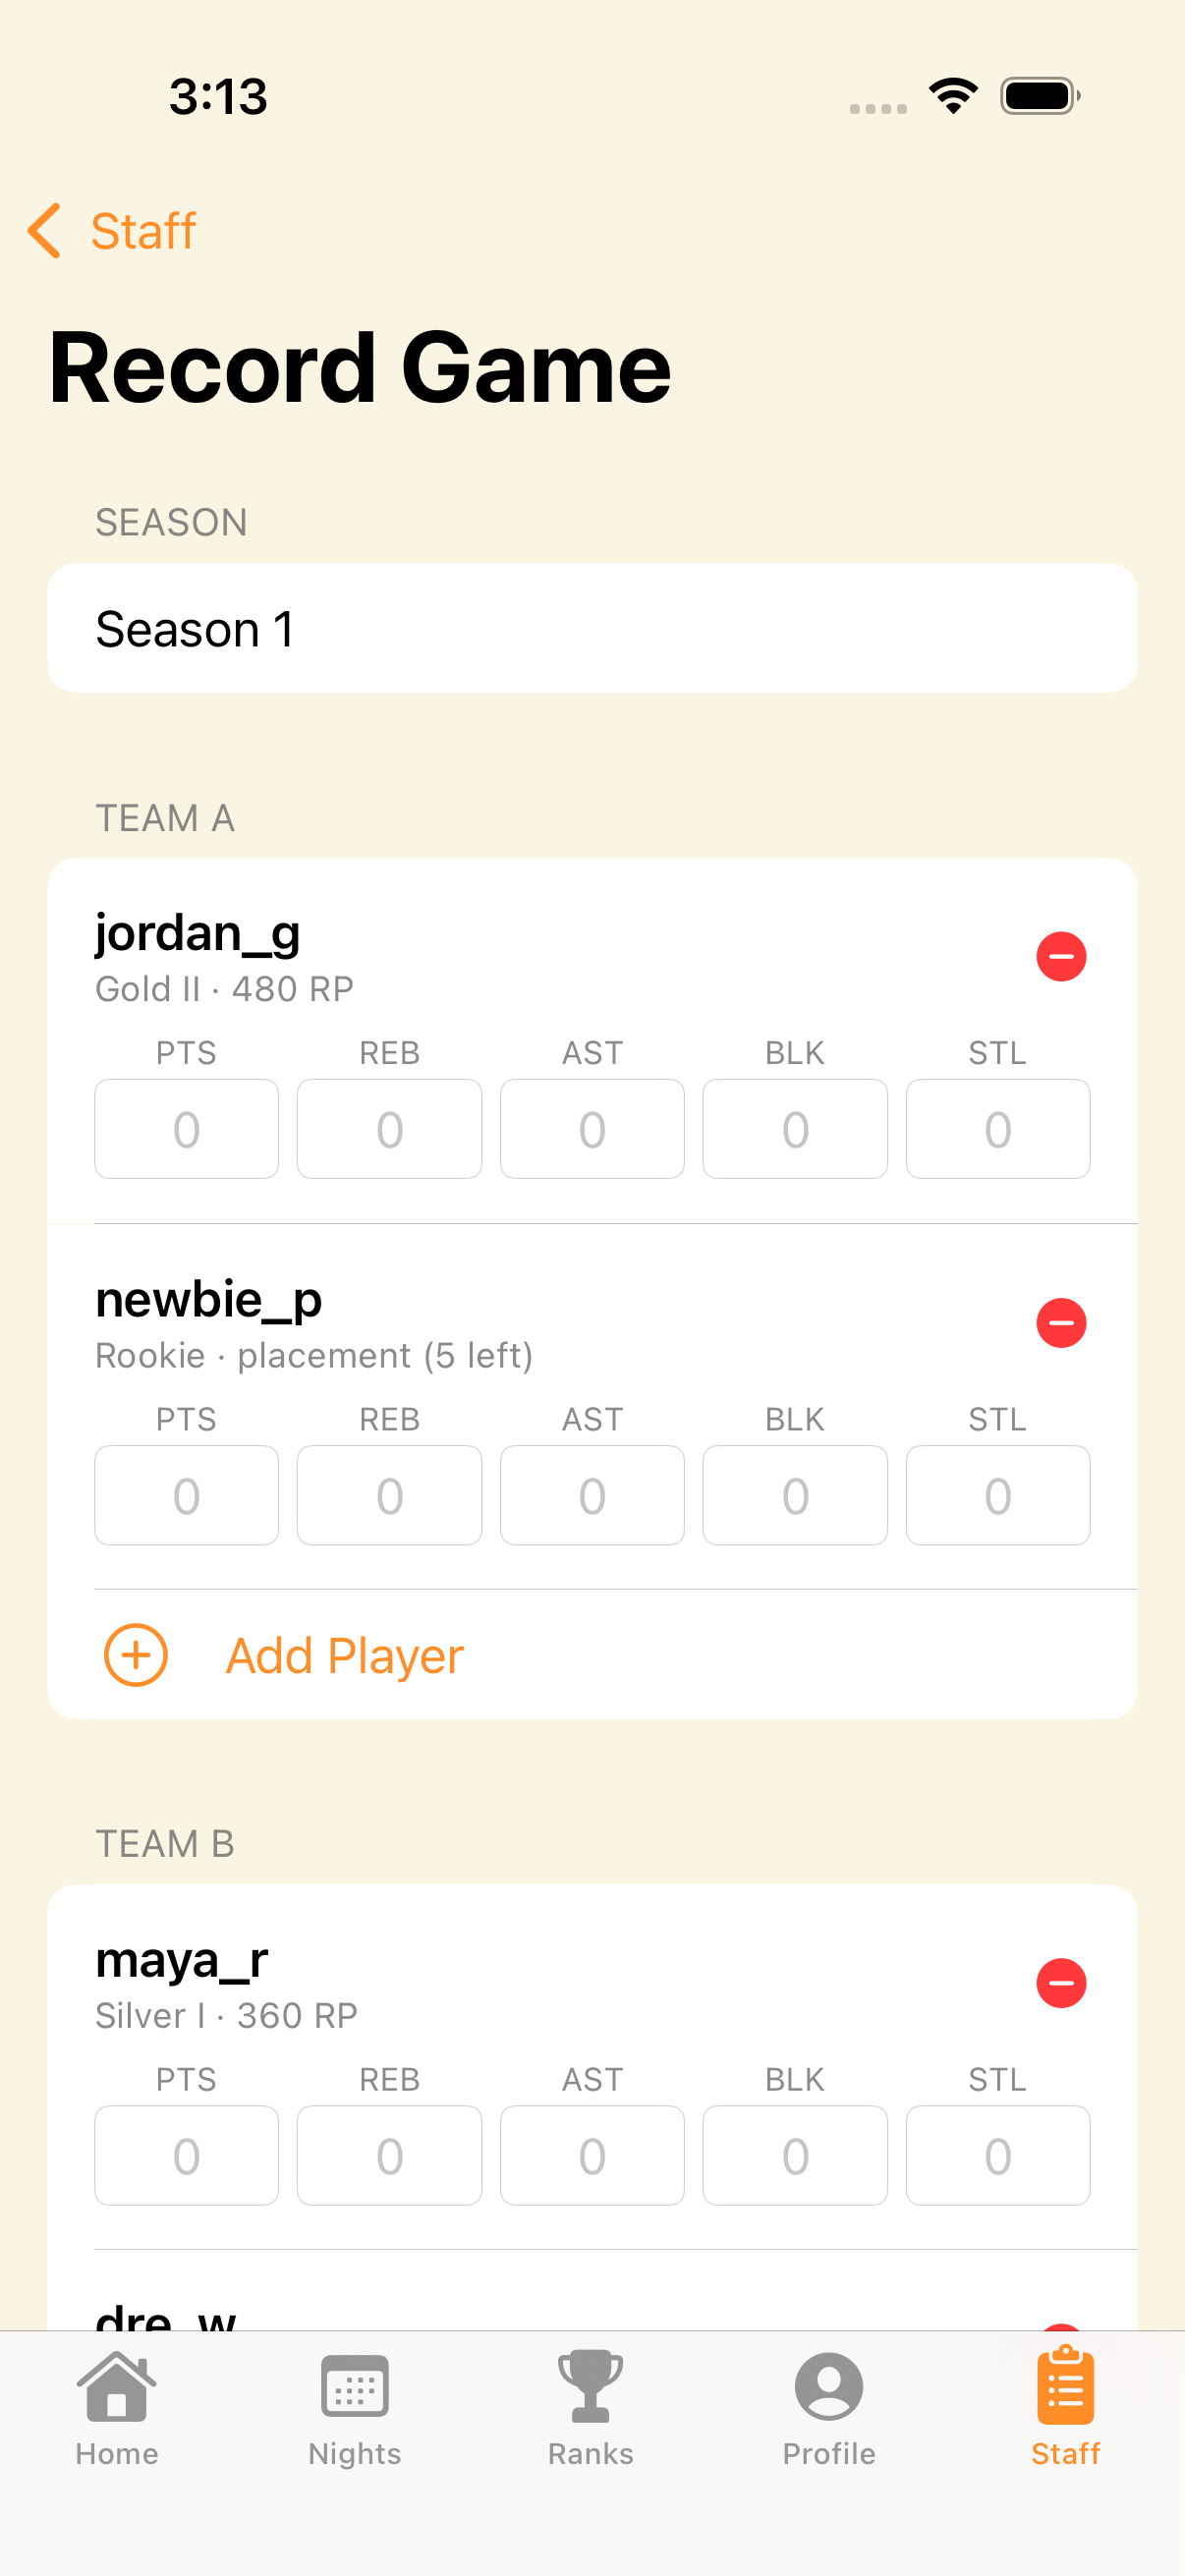 3:13
Staff
Record Game
SEASON
Season 1
TEAM A
jordan_g
Gold II · 480 RP
PTS REB AST BLK STL
0 0 0 0 0
newbie_p
Rookie · placement (5 left)
PTS REB AST BLK STL
0 0 0 0 0
Add Player
TEAM B
maya_r
Silver I · 360 RP
PTS REB AST BLK STL
0 0 0 0 0
dre_w
Home Nights Ranks Profile Staff